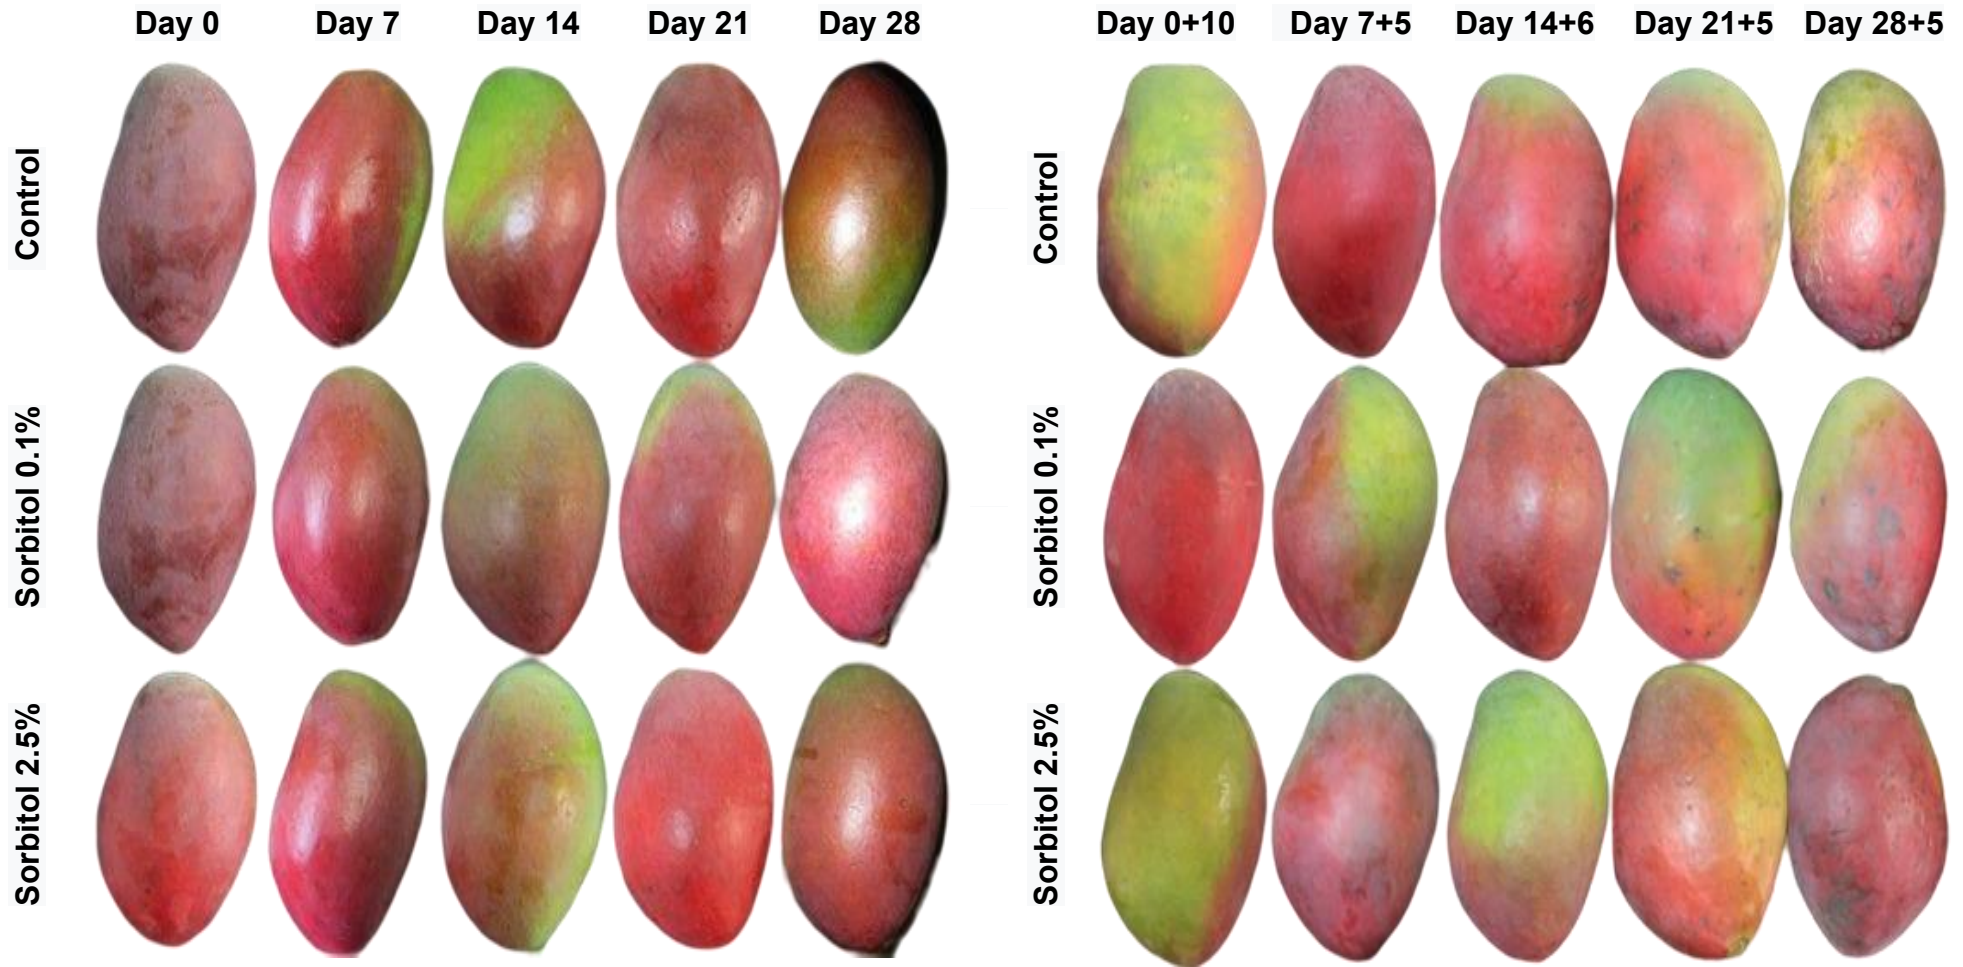 Day 0 Day 7 Day 14 Day 21 Day 28 Day 0+10 Day 7+5 Day 14+6 Day 21+5 Day 28+5
Control Control
Sorbitol 0.1% Sorbitol 0.1%
Sorbitol 2.5% Sorbitol 2.5%